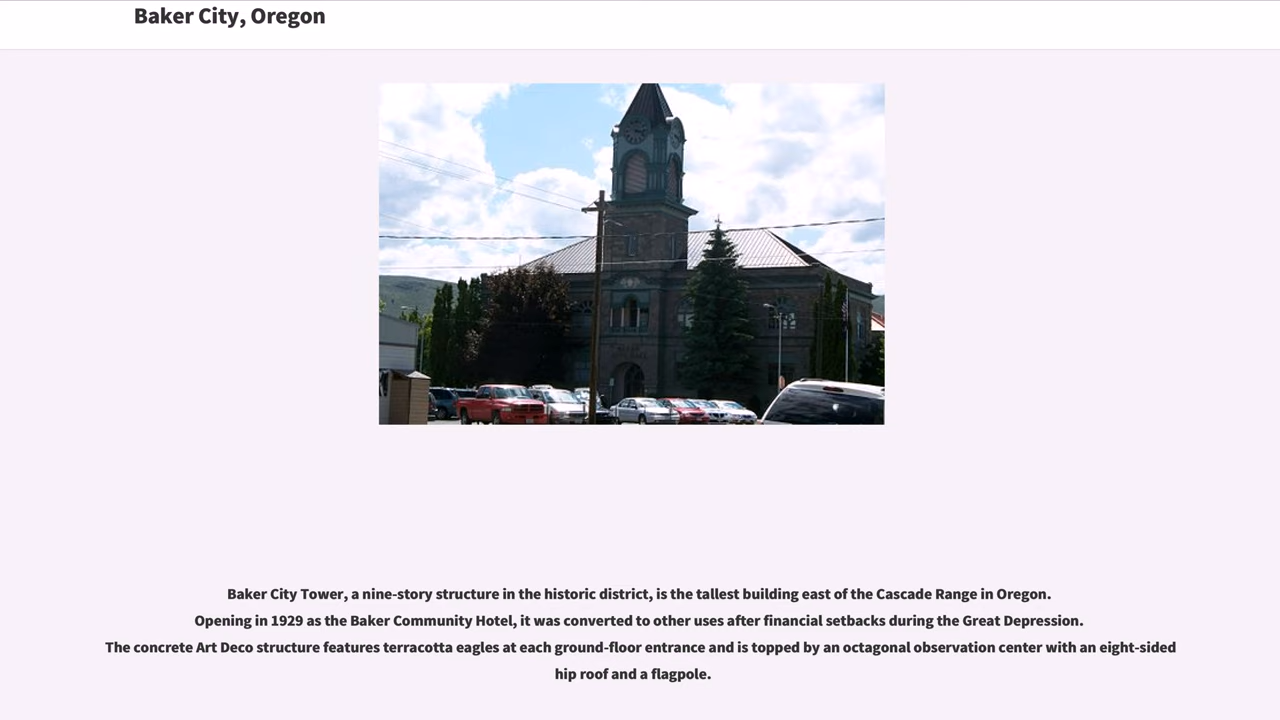 Baker City, Oregon
Baker City Tower, a nine-story structure in the historic district, is the tallest building east of the Cascade Range in Oregon.
Opening in 1929 as the Baker Community Hotel, it was converted to other uses after financial setbacks during the Great Depression.
The concrete Art Deco structure features terracotta eagles at each ground-floor entrance and is topped by an octagonal observation center with an eight-sided
hip roof and a flagpole.